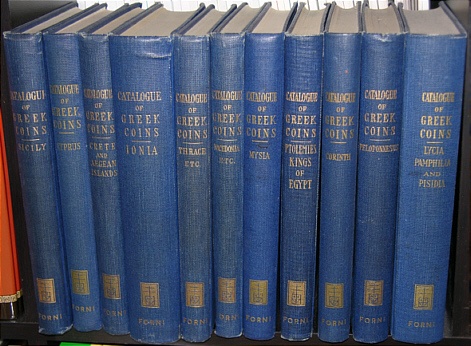 CATALOGUE
OF
GREEK
COINS
SICILY
FORNI
CATALOGUE
OF
GREEK
COINS
CYPRUS
FORNI
CATALOGUE
OF
GREEK
COINS
CRETE
AND
AEGEAN
ISLANDS
FORNI
CATALOGUE
OF
GREEK
COINS
IONIA
FORNI
CATALOGUE
OF
GREEK
COINS
THRACE
ETC.
FORNI
CATALOGUE
OF
GREEK
COINS
MACEDONIA
ETC.
FORNI
CATALOGUE
OF
GREEK
COINS
MYSIA
FORNI
CATALOGUE
OF
GREEK
COINS
PTOLEMIES
KINGS
OF
EGYPT
FORNI
CATALOGUE
OF
GREEK
COINS
CORINTH
FORNI
CATALOGUE
OF
GREEK
COINS
PELOPONNESUS
FORNI
CATALOGUE
OF
GREEK
COINS
LYCIA
PAMPHILIA
AND
PISIDIA
FORNI